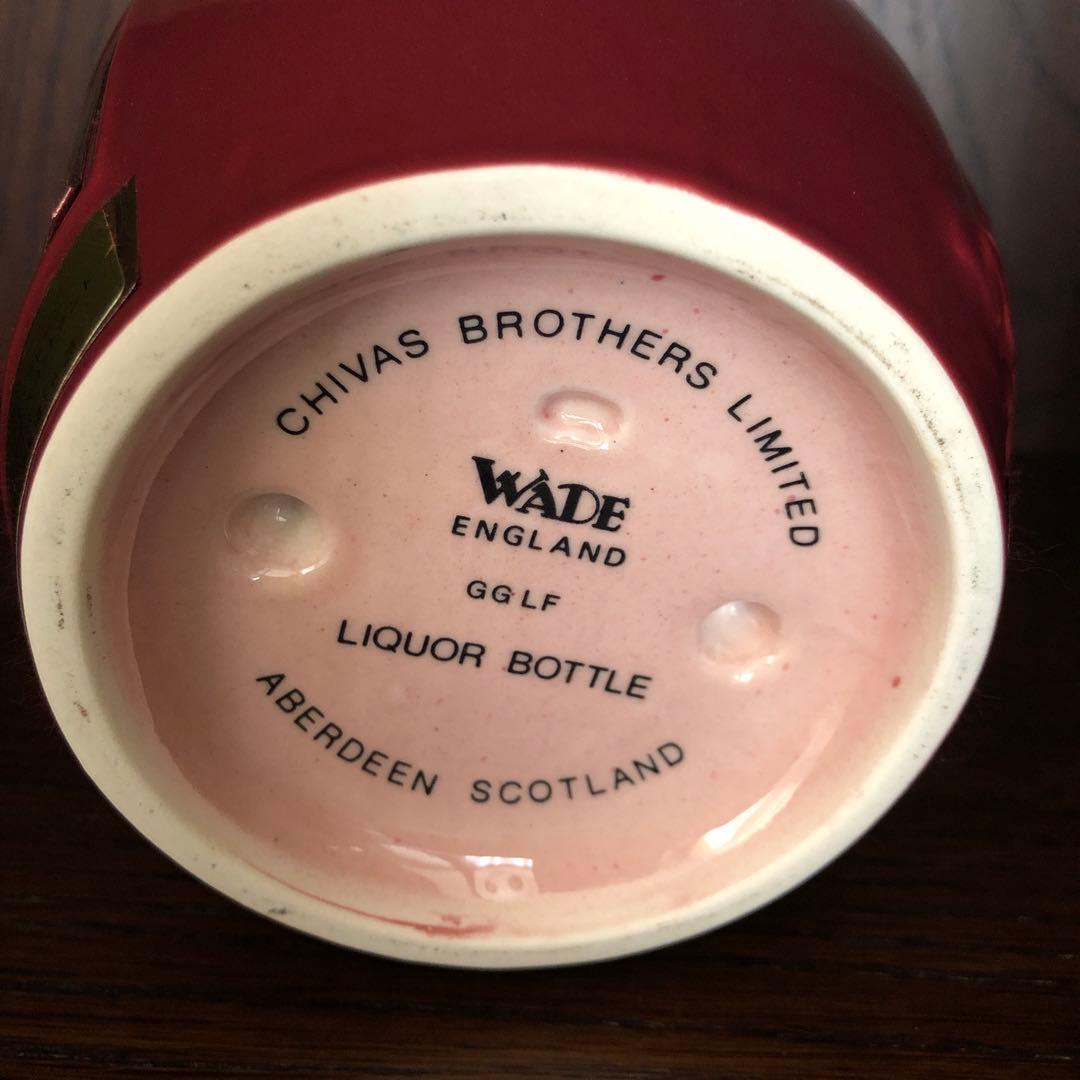 CHIVAS BROTHERS LIMITED
WADE
ENGLAND
GGLF
LIQUOR BOTTLE
ABERDEEN SCOTLAND